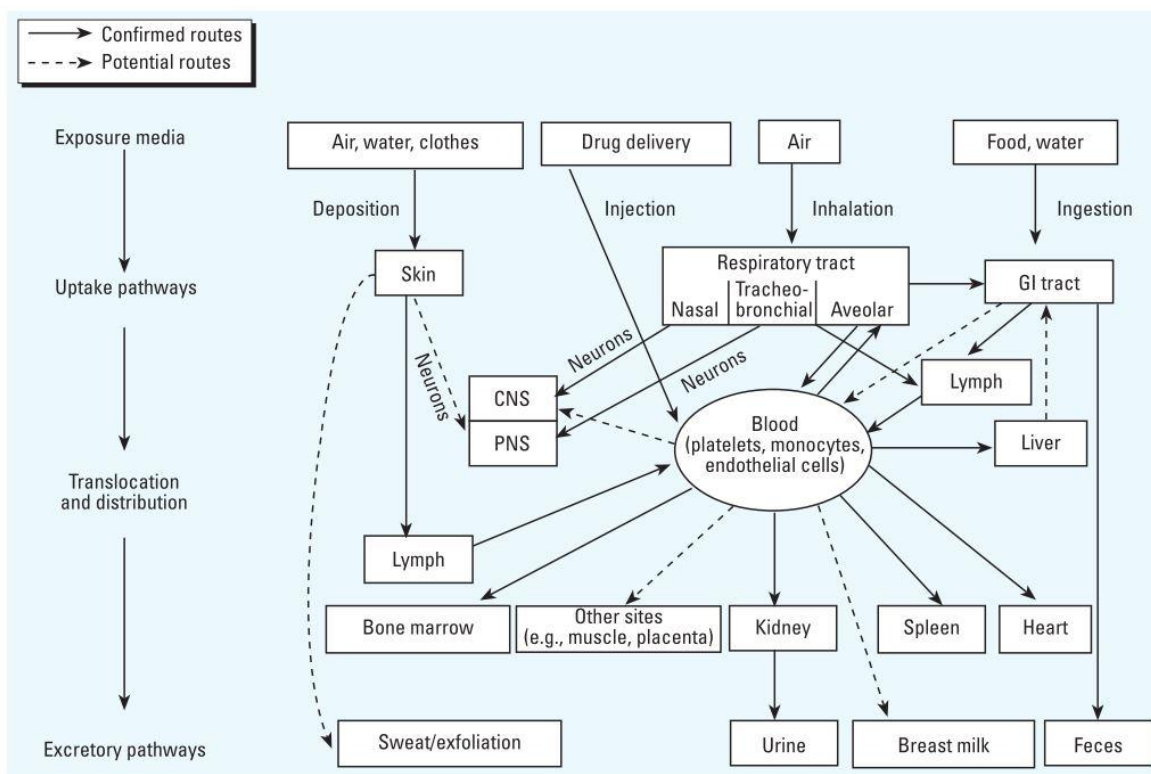 Confirmed routes
Potential routes
Exposure media
Air, water, clothes
Drug delivery
Air
Food, water
Deposition
Injection
Inhalation
Ingestion
Uptake pathways
Skin
Respiratory tract
Nasal
Tracheo-
bronchial
Aveolar
GI tract
Neurons
Neurons
Neurons
CNS
PNS
Lymph
Blood
(platelets, monocytes,
endothelial cells)
Liver
Translocation
and distribution
Lymph
Bone marrow
Other sites
(e.g., muscle, placenta)
Kidney
Spleen
Heart
Excretory pathways
Sweat/exfoliation
Urine
Breast milk
Feces